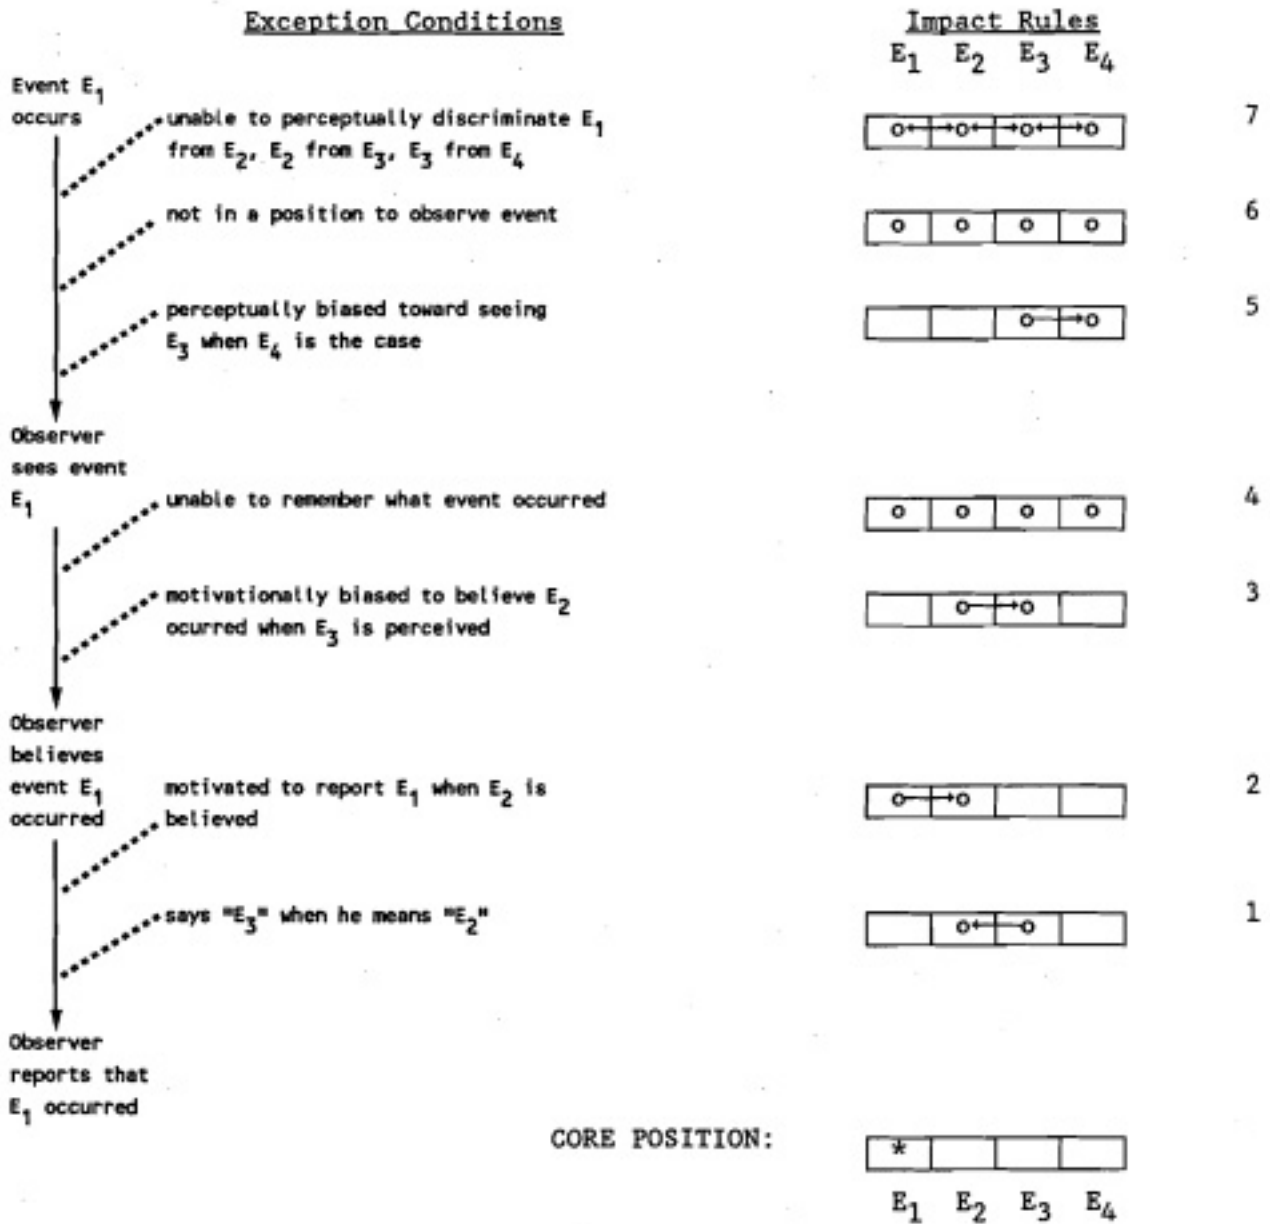 Exception Conditions
Impact Rules
E1 E2 E3 E4
Event E1
occurs
unable to perceptually discriminate E1
from E2, E2 from E3, E3 from E4
7
not in a position to observe event
6
perceptually biased toward seeing
E3 when E4 is the case
5
Observer
sees event
E1
unable to remember what event occurred
4
motivationally biased to believe E2
ocurred when E3 is perceived
3
Observer
believes
event E1
occurred
motivated to report E1 when E2 is
believed
2
says "E3" when he means "E2"
1
Observer
reports that
E1 occurred
CORE POSITION:
*
E1 E2 E3 E4